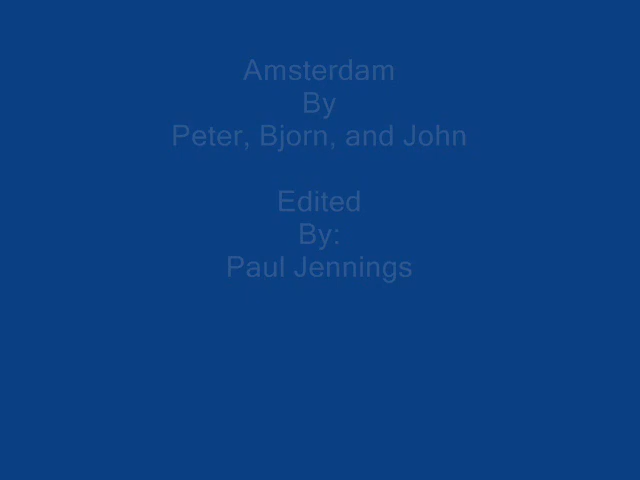 Amsterdam
By
Peter, Bjorn, and John
Edited
By:
Paul Jennings